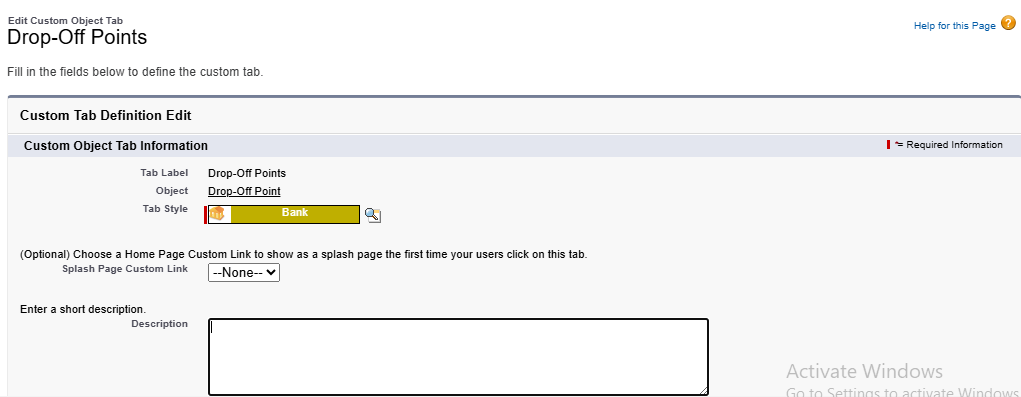 Edit Custom Object Tab
Drop-Off Points
Help for this Page
Fill in the fields below to define the custom tab.
Custom Tab Definition Edit
Custom Object Tab Information
= Required Information
Tab Label Drop-Off Points
Object Drop-Off Point
Tab Style Bank
(Optional) Choose a Home Page Custom Link to show as a splash page the first time your users click on this tab.
Splash Page Custom Link --None--
Enter a short description.
Description
Activate Windows
Go to Settings to activate Windows